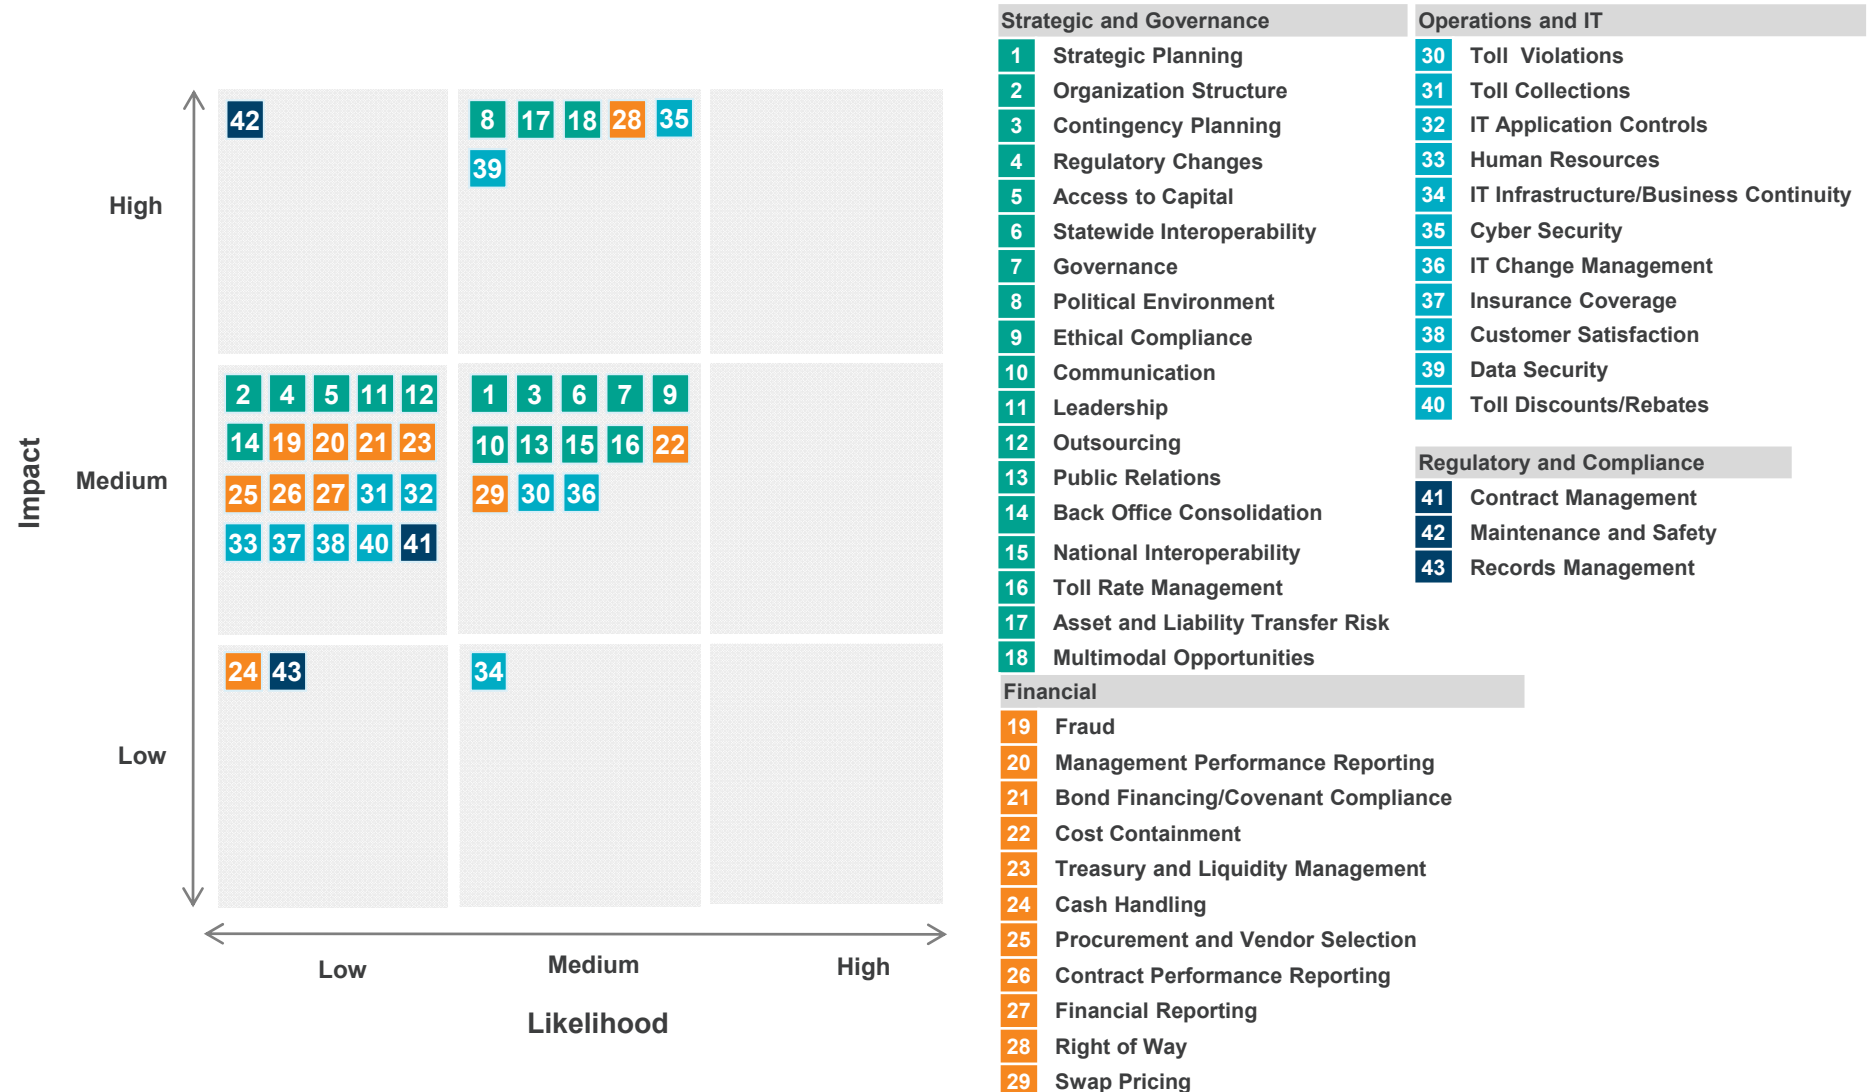 High
42
8 17 18 28 35
39
Impact
Medium
2 4 5 11 12
14 19 20 21 23
25 26 27 31 32
33 37 38 40 41
1 3 6 7 9
10 13 15 16 22
29 30 36
Low
24 43
34
Low Medium High
Likelihood
Strategic and Governance
1 Strategic Planning
2 Organization Structure
3 Contingency Planning
4 Regulatory Changes
5 Access to Capital
6 Statewide Interoperability
7 Governance
8 Political Environment
9 Ethical Compliance
10 Communication
11 Leadership
12 Outsourcing
13 Public Relations
14 Back Office Consolidation
15 National Interoperability
16 Toll Rate Management
17 Asset and Liability Transfer Risk
18 Multimodal Opportunities
Financial
19 Fraud
20 Management Performance Reporting
21 Bond Financing/Covenant Compliance
22 Cost Containment
23 Treasury and Liquidity Management
24 Cash Handling
25 Procurement and Vendor Selection
26 Contract Performance Reporting
27 Financial Reporting
28 Right of Way
29 Swap Pricing
Operations and IT
30 Toll Violations
31 Toll Collections
32 IT Application Controls
33 Human Resources
34 IT Infrastructure/Business Continuity
35 Cyber Security
36 IT Change Management
37 Insurance Coverage
38 Customer Satisfaction
39 Data Security
40 Toll Discounts/Rebates
Regulatory and Compliance
41 Contract Management
42 Maintenance and Safety
43 Records Management